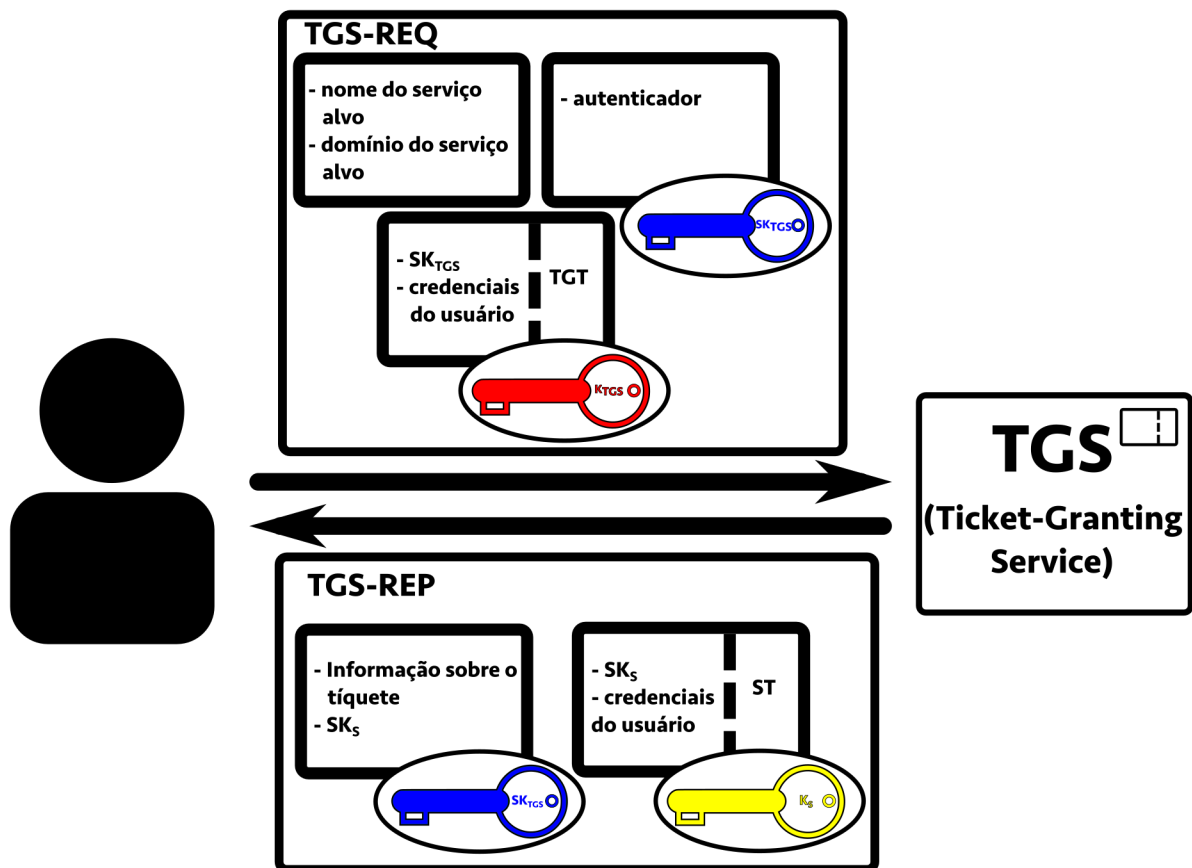 TGS-REQ
- nome do serviço
alvo
- domínio do serviço
alvo
- autenticador
SKTGS
- SKTGS
- credenciais
do usuário
TGT
KTGS
TGS
(Ticket-Granting
Service)
TGS-REP
- Informação sobre o
tíquete
- SKS
SKTGS
- SKS
- credenciais
do usuário
ST
KS